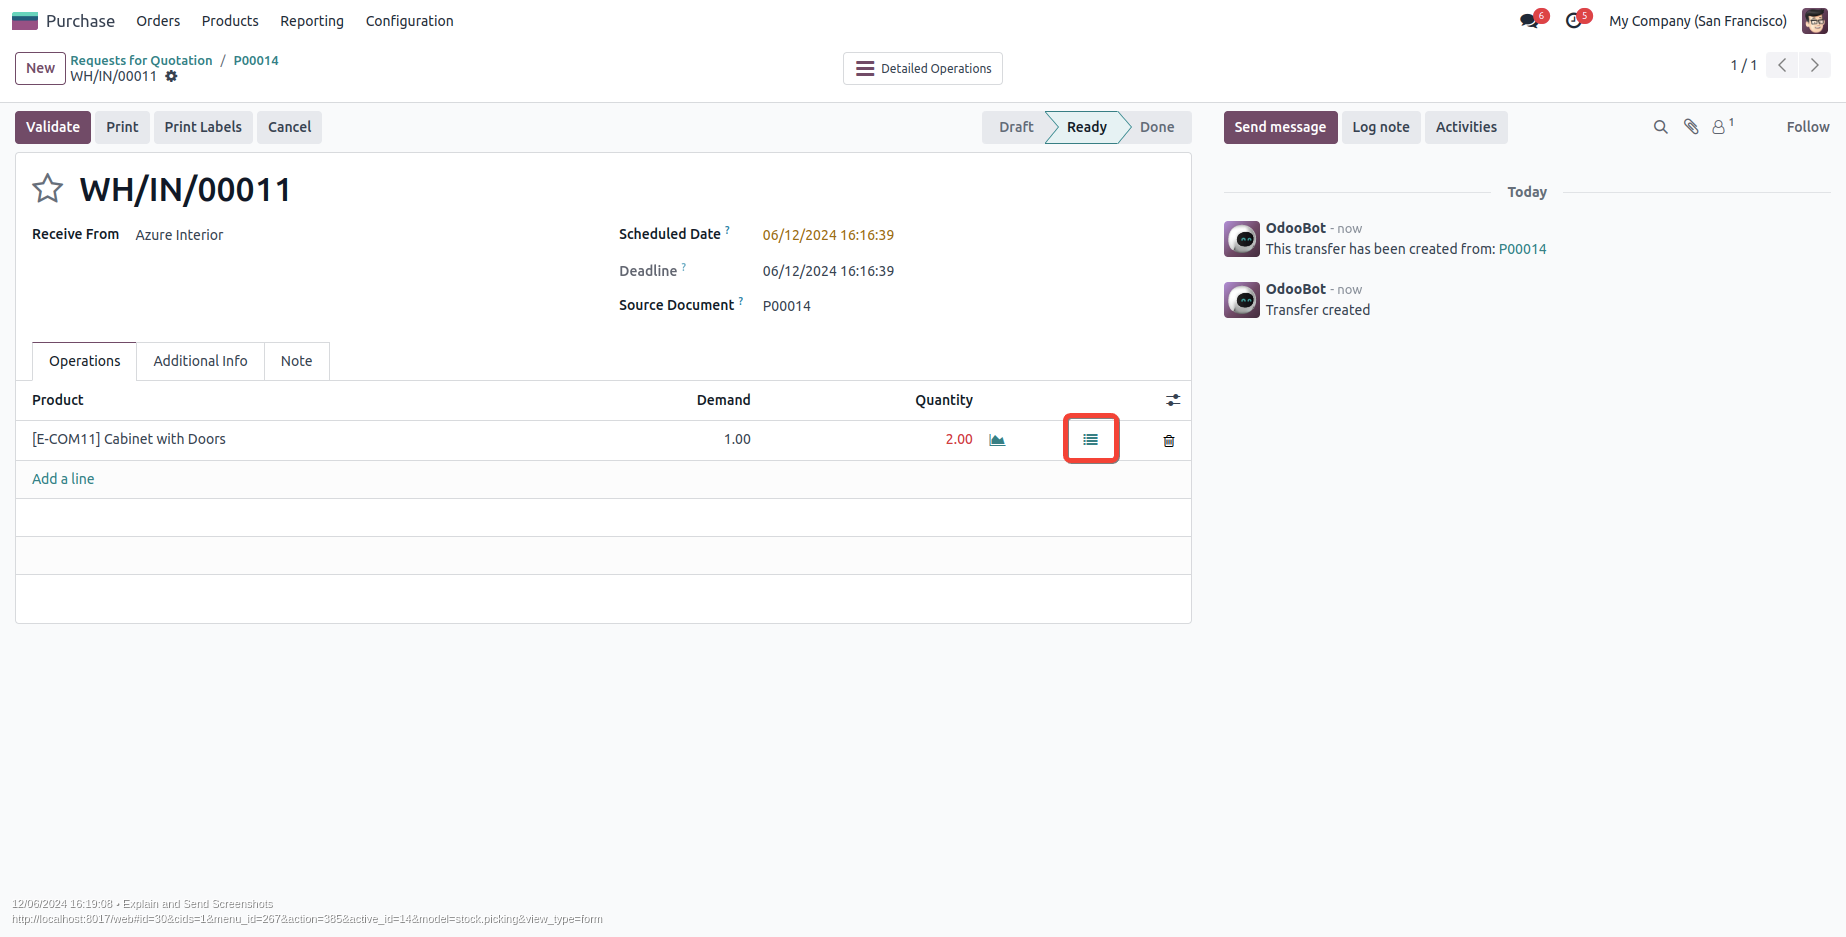 Purchase Orders Products Reporting Configuration 6 5 My Company (San Francisco)
New Requests for Quotation / P00014
WH/IN/00011
Detailed Operations
1 / 1
Validate Print Print Labels Cancel
Draft Ready Done
Send message Log note Activities 1 Follow
WH/IN/00011
Receive From Azure Interior
Scheduled Date ? 06/12/2024 16:16:39
Deadline ? 06/12/2024 16:16:39
Source Document ? P00014
Operations Additional Info Note
Product Demand Quantity
[E-COM11] Cabinet with Doors 1.00 2.00
Add a line
Today
OdooBot - now
This transfer has been created from: P00014
OdooBot - now
Transfer created
12/06/2024 16:19:08 • Explain and Send Screenshots
http://localhost:8017/web#id=30&cids=1&menu_id=267&action=385&active_id=14&model=stock.picking&view_type=form